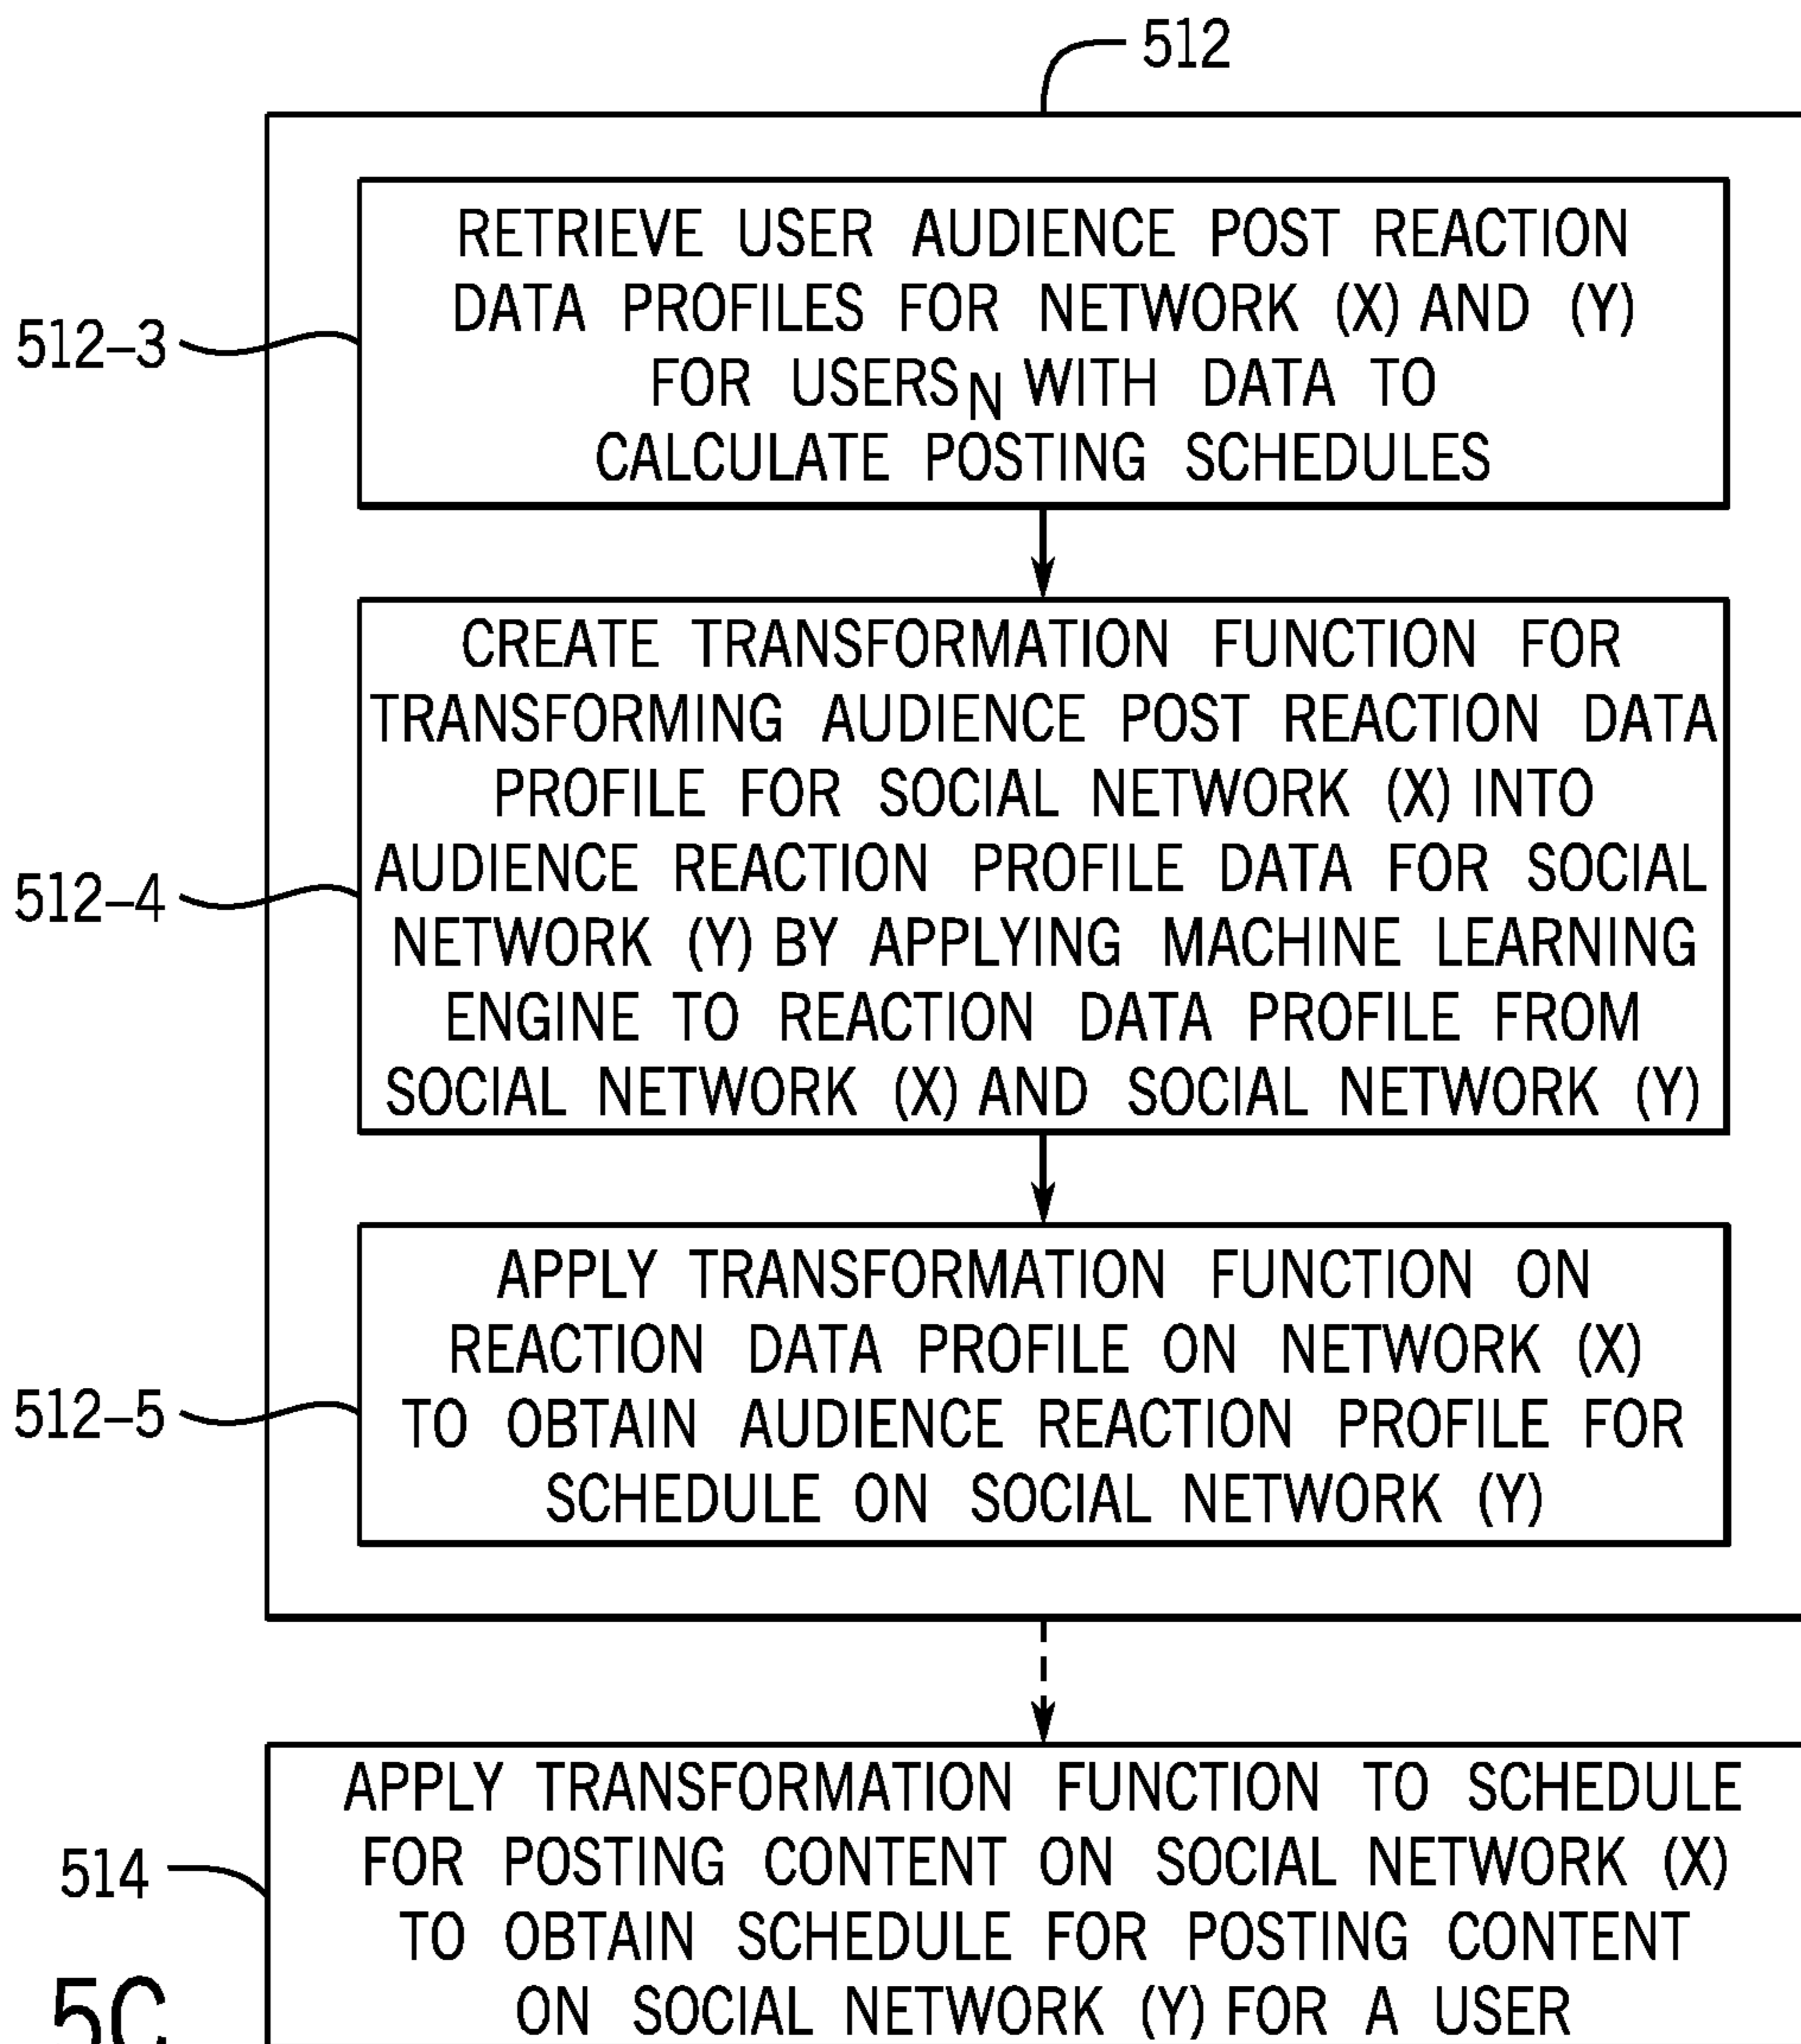 512
RETRIEVE USER AUDIENCE POST REACTION
DATA PROFILES FOR NETWORK (X) AND (Y)
FOR USERSN WITH DATA TO
CALCULATE POSTING SCHEDULES
512-3
CREATE TRANSFORMATION FUNCTION FOR
TRANSFORMING AUDIENCE POST REACTION DATA
PROFILE FOR SOCIAL NETWORK (X) INTO
AUDIENCE REACTION PROFILE DATA FOR SOCIAL
NETWORK (Y) BY APPLYING MACHINE LEARNING
ENGINE TO REACTION DATA PROFILE FROM
SOCIAL NETWORK (X) AND SOCIAL NETWORK (Y)
512-4
APPLY TRANSFORMATION FUNCTION ON
REACTION DATA PROFILE ON NETWORK (X)
TO OBTAIN AUDIENCE REACTION PROFILE FOR
SCHEDULE ON SOCIAL NETWORK (Y)
512-5
APPLY TRANSFORMATION FUNCTION TO SCHEDULE
FOR POSTING CONTENT ON SOCIAL NETWORK (X)
TO OBTAIN SCHEDULE FOR POSTING CONTENT
ON SOCIAL NETWORK (Y) FOR A USER
514
5C